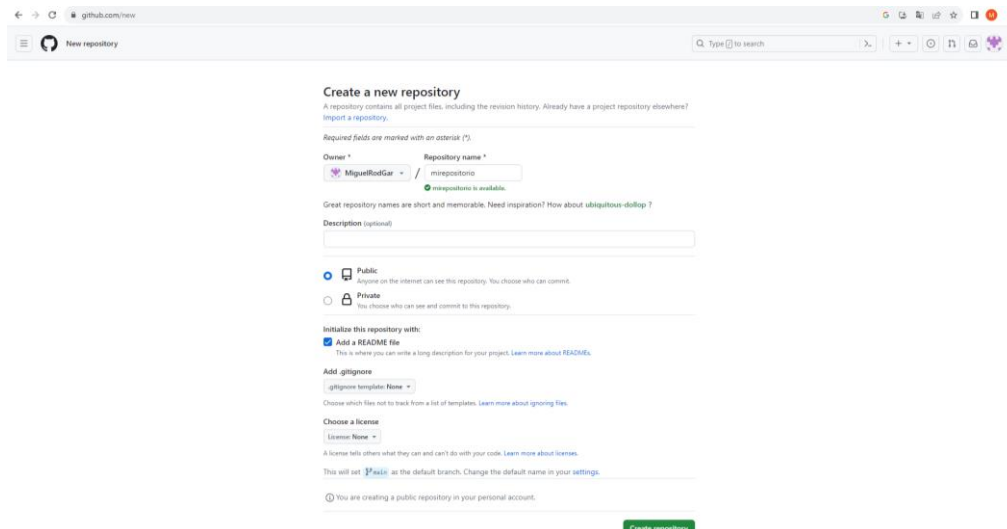 github.com/new
New repository
Type / to search
Create a new repository
A repository contains all project files, including the revision history. Already have a project repository elsewhere?
Import a repository.
Required fields are marked with an asterisk (*).
Owner * Repository name *
MiguelRodGar / mirepositorio
mirepositorio is available.
Great repository names are short and memorable. Need inspiration? How about ubiquitous-dollop ?
Description (optional)
Public
Anyone on the internet can see this repository. You choose who can commit.
Private
You choose who can see and commit to this repository.
Initialize this repository with:
Add a README file
This is where you can write a long description for your project. Learn more about READMEs.
Add .gitignore
.gitignore template: None
Choose which files not to track from a list of templates. Learn more about ignoring files.
Choose a license
License: None
A license tells others what they can and can't do with your code. Learn more about licenses.
This will set main as the default branch. Change the default name in your settings.
You are creating a public repository in your personal account.
Create repository